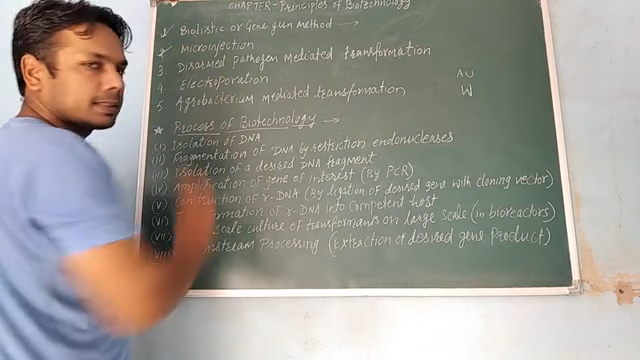 CHAPTER-Principles of Biotechnology
1. Biolistic or Gene gun method →
2. Microinjection
3. Disarmed pathogen mediated transformation
4. Electroporation
5. Agrobacterium mediated transformation
AU
W
★ Process of Biotechnology →
(i) Isolation of DNA
(ii) Fragmentation of DNA by restriction endonucleases
(iii) Isolation of a desired DNA fragment
(iv) Amplification of gene of interest (By PCR)
(v) Construction of r-DNA (By ligation of desired gene with cloning vector)
(vi) formation of r-DNA into competent host
(vii) scale culture of transformants on large scale (in bioreactors)
(viii) nstream Processing (Extraction of desired gene Product)